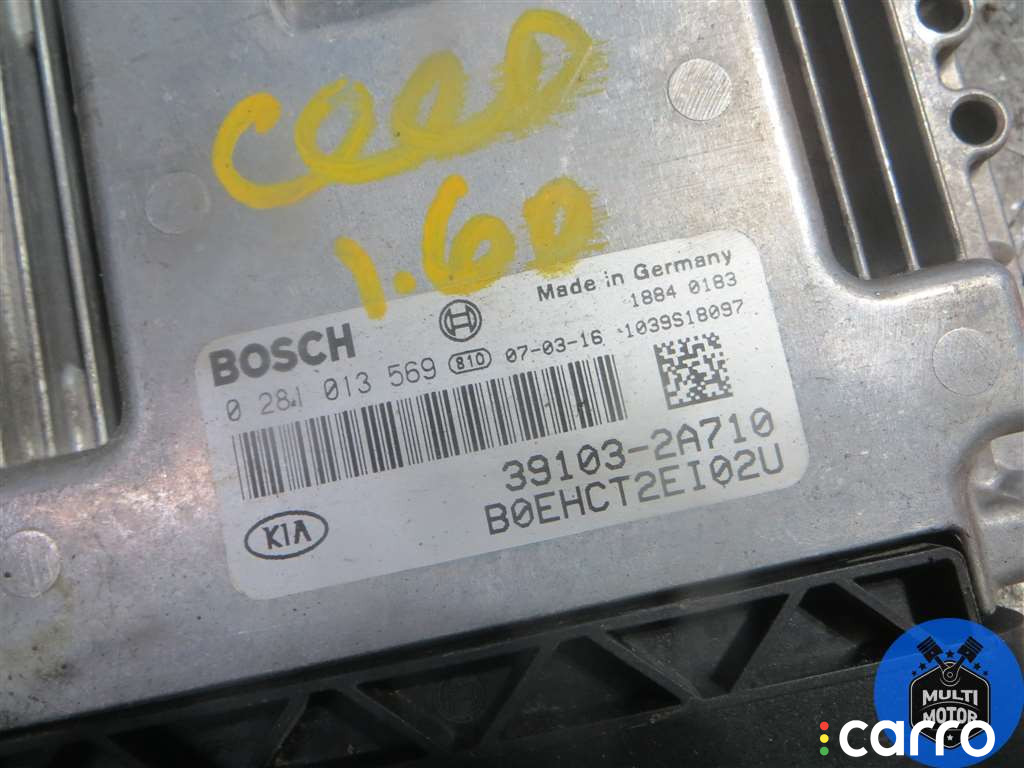 CEED
1.6D
Made in Germany
1884 0183
BOSCH
0 281 013 569 810 07-03-16 1039S18097
39103-2A710
B0EHCT2EI02U
KIA
MULTI
MOTOR
carro